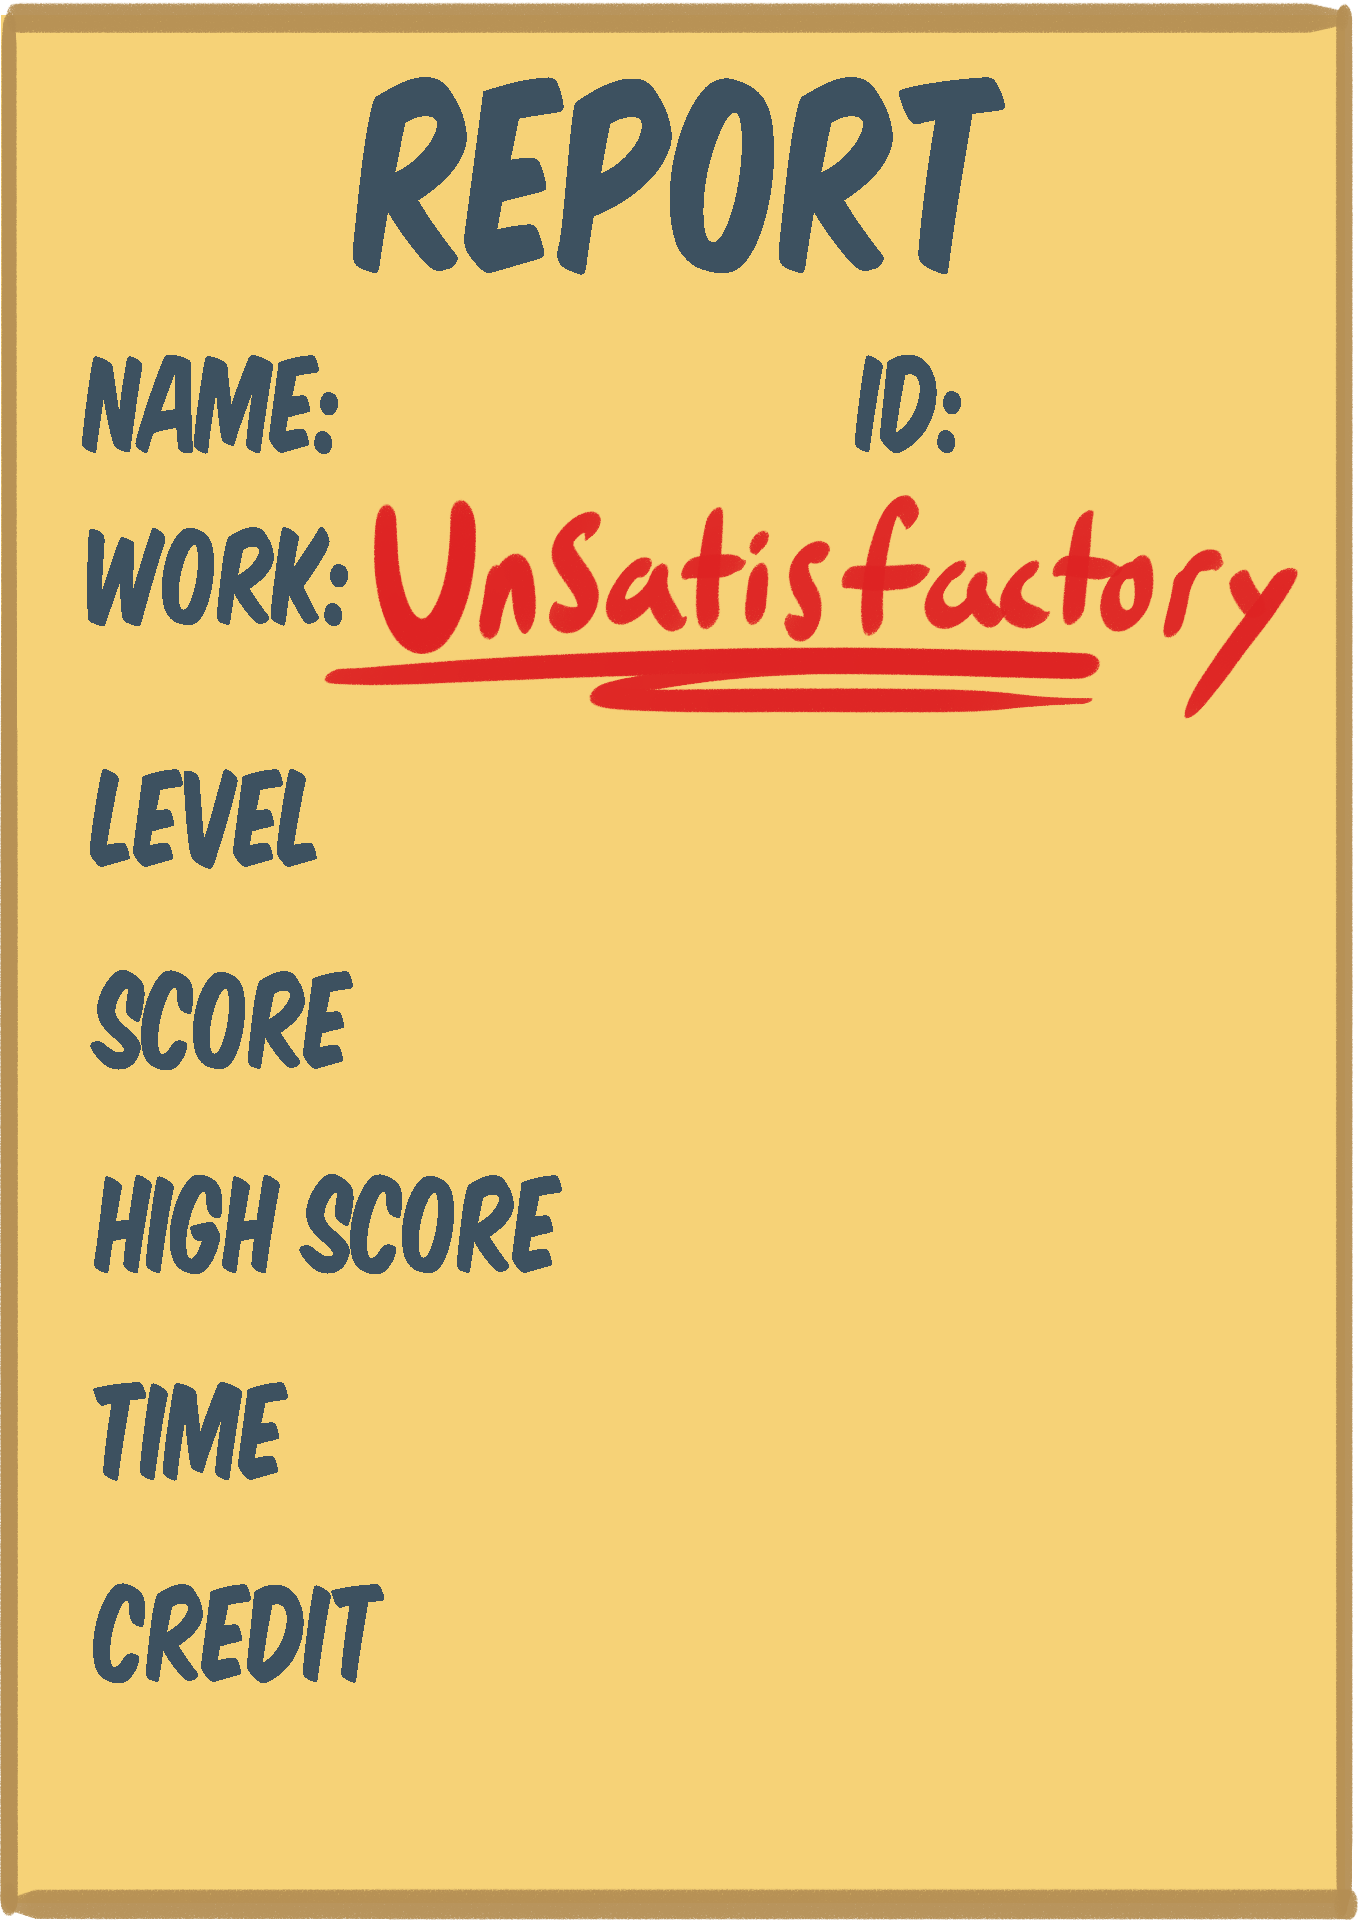 REPORT
NAME: ID:
WORK: Unsatisfactory
LEVEL
SCORE
HIGH SCORE
TIME
CREDIT